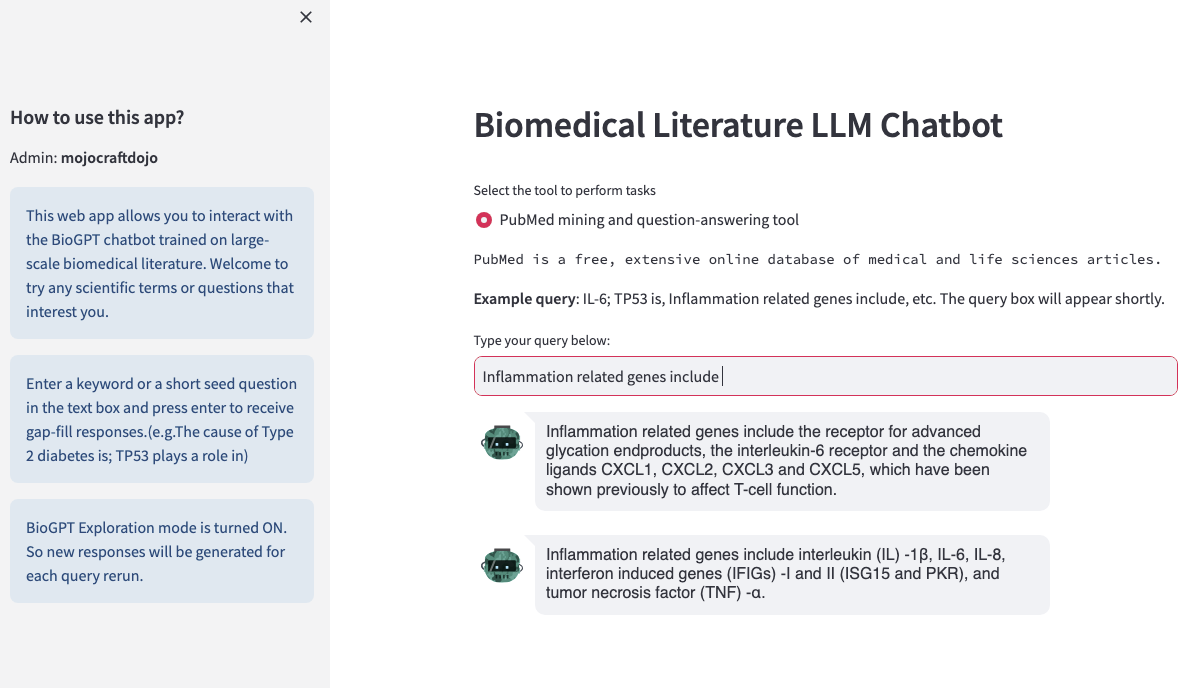 How to use this app?
Admin: mojocraftdojo
This web app allows you to interact with
the BioGPT chatbot trained on large-
scale biomedical literature. Welcome to
try any scientific terms or questions that
interest you.
Enter a keyword or a short seed question
in the text box and press enter to receive
gap-fill responses.(e.g.The cause of Type
2 diabetes is; TP53 plays a role in)
BioGPT Exploration mode is turned ON.
So new responses will be generated for
each query rerun.
Biomedical Literature LLM Chatbot
Select the tool to perform tasks
PubMed mining and question-answering tool
PubMed is a free, extensive online database of medical and life sciences articles.
Example query: IL-6; TP53 is, Inflammation related genes include, etc. The query box will appear shortly.
Type your query below:
Inflammation related genes include
Inflammation related genes include the receptor for advanced
glycation endproducts, the interleukin-6 receptor and the chemokine
ligands CXCL1, CXCL2, CXCL3 and CXCL5, which have been
shown previously to affect T-cell function.
Inflammation related genes include interleukin (IL) -1β, IL-6, IL-8,
interferon induced genes (IFIGs) -I and II (ISG15 and PKR), and
tumor necrosis factor (TNF) -α.